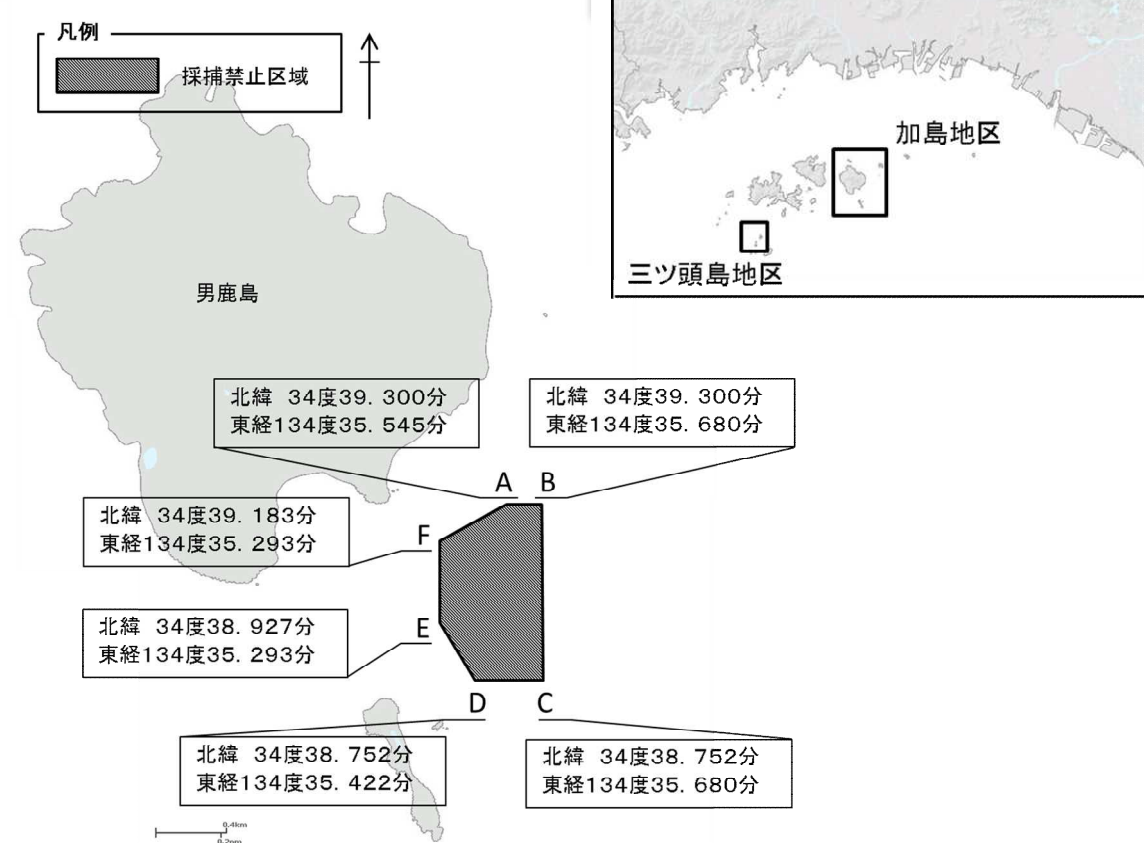 凡例
採捕禁止区域
加島地区
三ツ頭島地区
男鹿島
北緯 34度39. 300分
東経134度35. 545分
北緯 34度39. 300分
東経134度35. 680分
A B
北緯 34度39. 183分
東経134度35. 293分
F
北緯 34度38. 927分
東経134度35. 293分
E
D C
北緯 34度38. 752分
東経134度35. 422分
北緯 34度38. 752分
東経134度35. 680分
0.4km
0.2nm